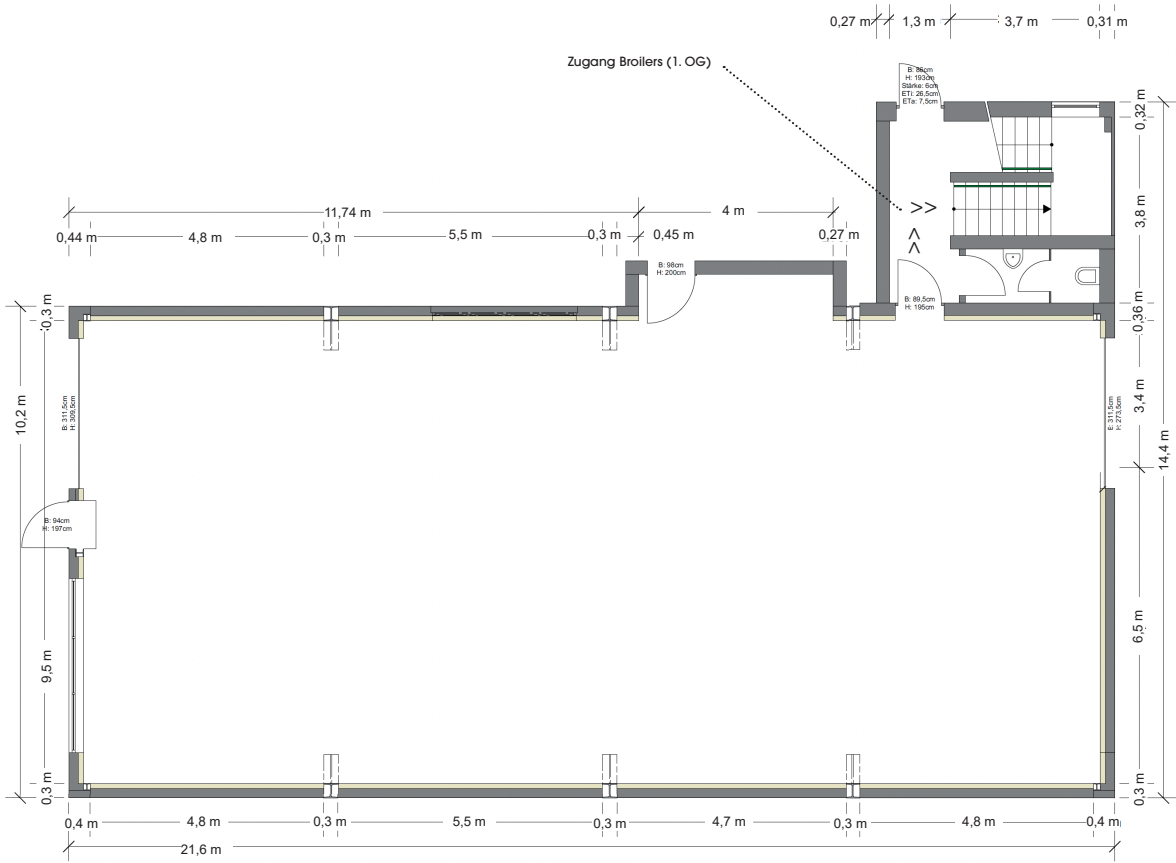 0,27 m
1,3 m
3,7 m
0,31 m
Zugang Broilers (1. OG)
B: 86cm
H: 193cm
Stärke: 6cm
ETi: 26,5cm
ETa: 7,5cm
0,32 m
11,74 m
4 m
3,8 m
>>
>>
0,44 m
4,8 m
0,3 m
5,5 m
0,3 m
0,45 m
0,27 m
B: 98cm
H: 200cm
B: 89,5cm
H: 195cm
0,3 m
0,36 m
10,2 m
B: 311,5cm
H: 309,5cm
3,4 m
H: 273,5cm
14,4 m
B: 94cm
H: 197cm
9,5 m
6,5 m
0,3 m
0,3 m
0,4 m
4,8 m
0,3 m
5,5 m
0,3 m
4,7 m
0,3 m
4,8 m
0,4 m
21,6 m